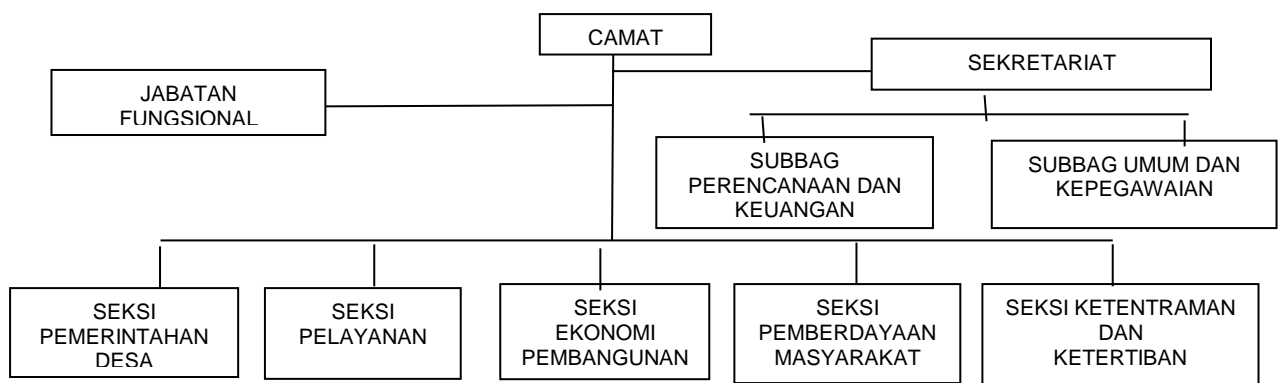 CAMAT
SEKRETARIAT
JABATAN
FUNGSIONAL
SUBBAG
PERENCANAAN DAN
KEUANGAN
SUBBAG UMUM DAN
KEPEGAWAIAN
SEKSI
PEMERINTAHAN
DESA
SEKSI
PELAYANAN
SEKSI
EKONOMI
PEMBANGUNAN
SEKSI
PEMBERDAYAAN
MASYARAKAT
SEKSI KETENTRAMAN
DAN
KETERTIBAN